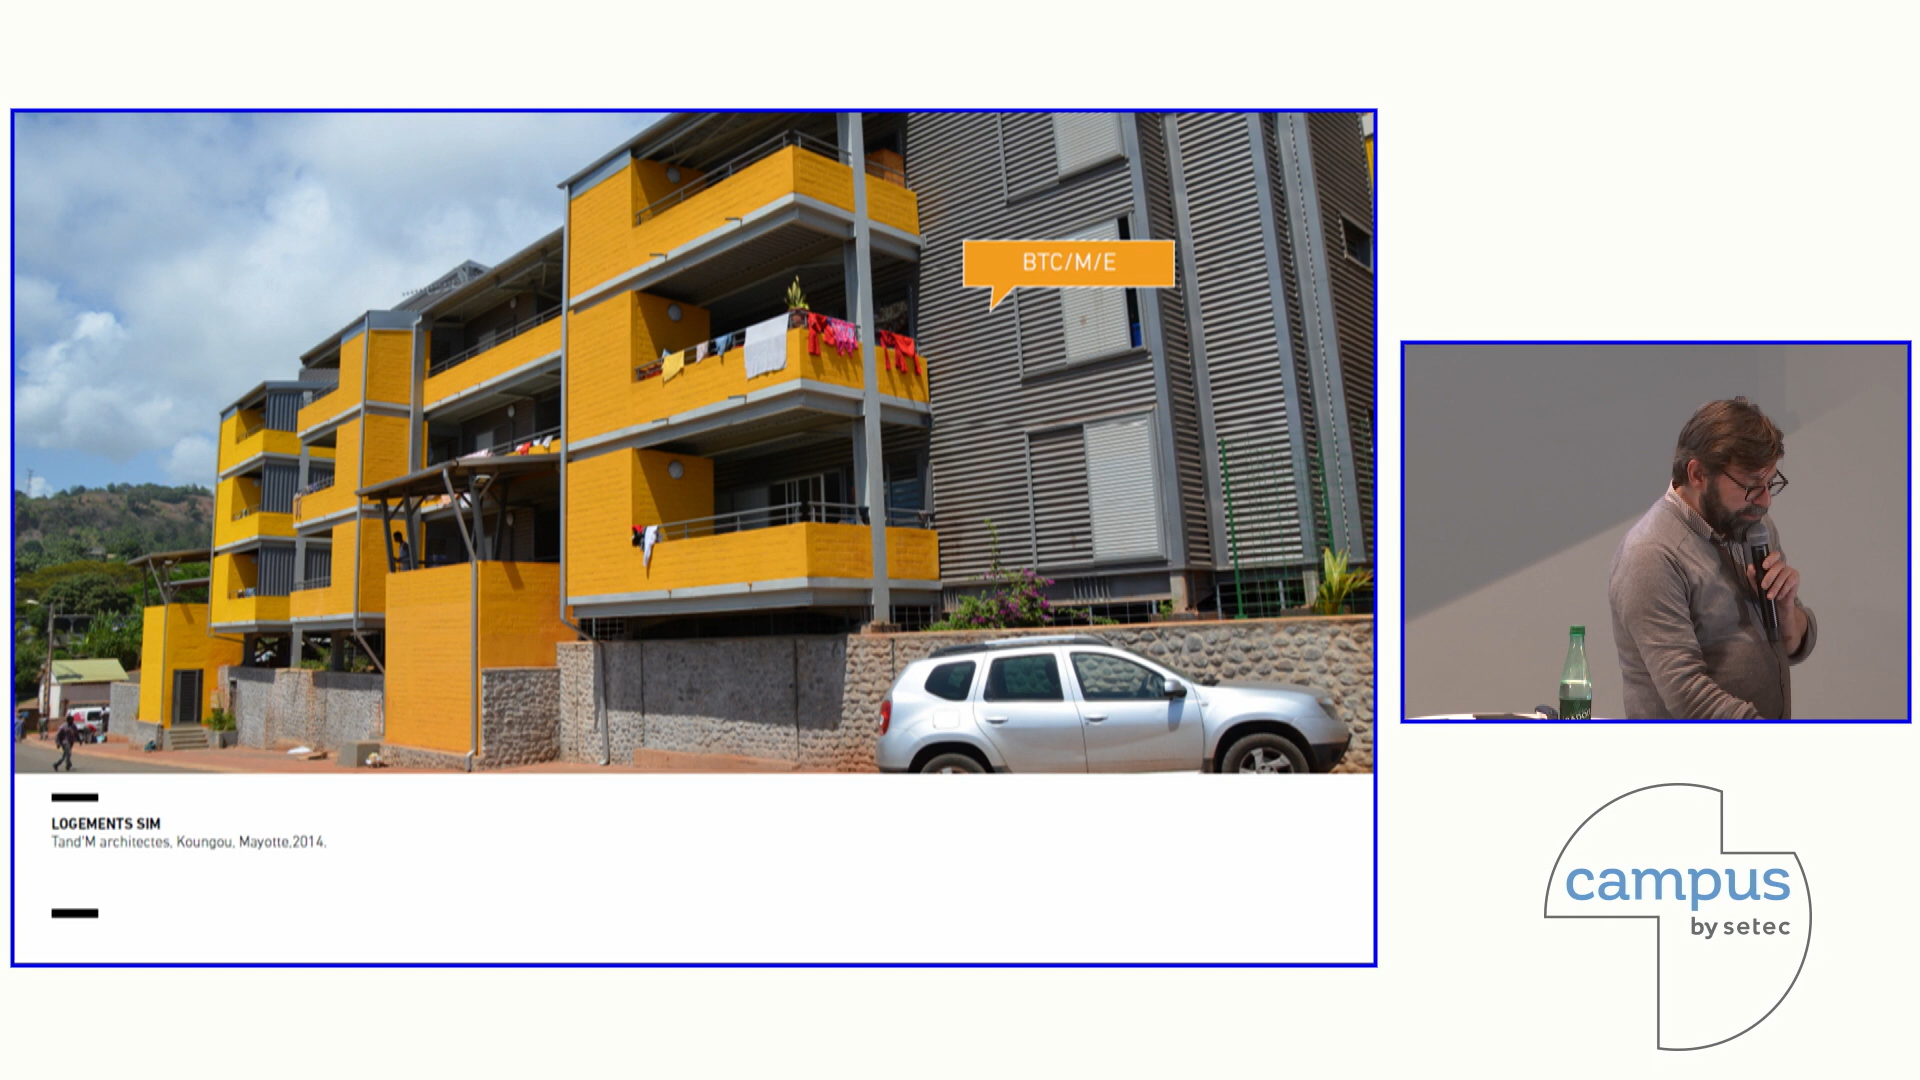 BTC/M/E
LOGEMENTS SIM
Tand'M architectes, Koungou, Mayotte,2014.
campus
by setec